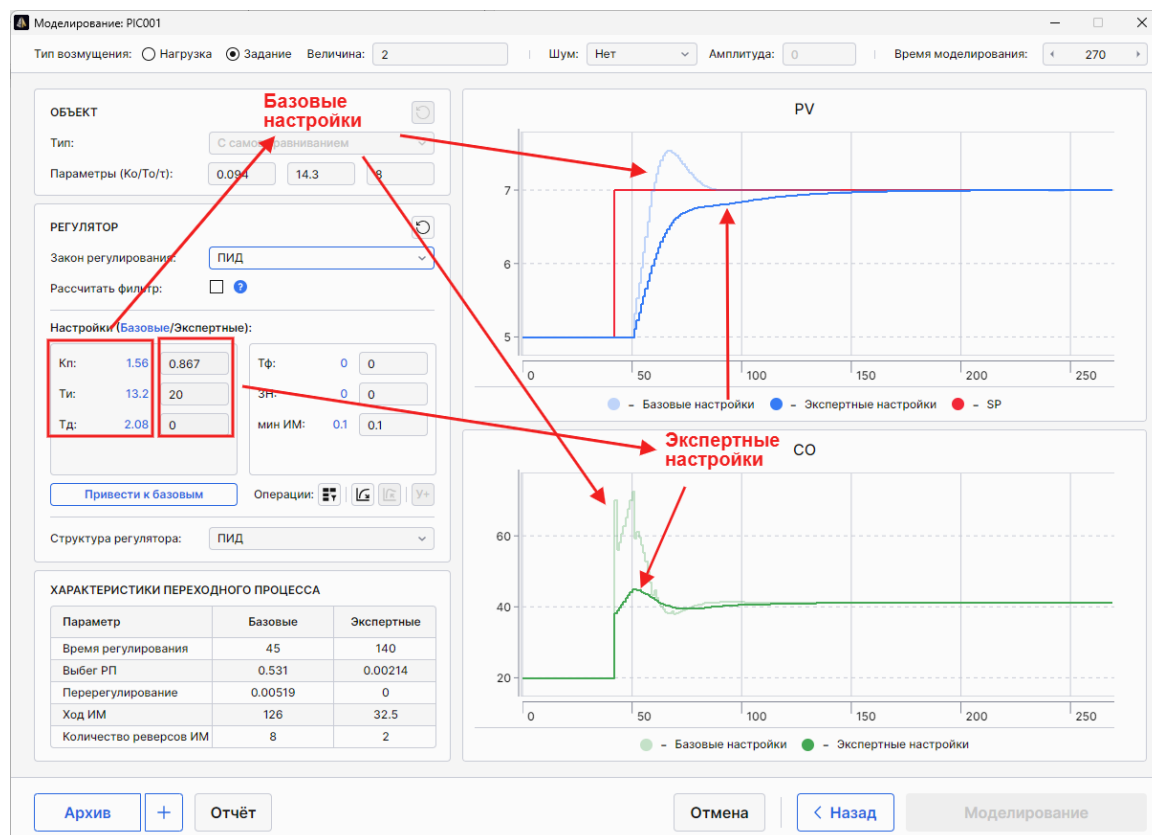 Моделирование: PIC001
Тип возмущения: Нагрузка Задание Величина: 2 Шум: Нет Амплитуда: 0 Время моделирования: 270
ОБЪЕКТ
Базовые
настройки
Тип: С самовыравниванием
Параметры (Ко/То/τ): 0.094 14.3 8
РЕГУЛЯТОР
Закон регулирования: ПИД
Рассчитать фильтр: ?
Настройки (Базовые/Экспертные):
Кп: 1.56 0.867 Тф: 0 0
Ти: 13.2 20 ЗН: 0 0
Тд: 2.08 0 мин ИМ: 0.1 0.1
Привести к базовым Операции: У+
Структура регулятора: ПИД
ХАРАКТЕРИСТИКИ ПЕРЕХОДНОГО ПРОЦЕССА
Параметр Базовые Экспертные
Время регулирования 45 140
Выбег РП 0.531 0.00214
Перерегулирование 0.00519 0
Ход ИМ 126 32.5
Количество реверсов ИМ 8 2
PV
7
6
5
0 50 100 150 200 250
– Базовые настройки – Экспертные настройки – SP
Экспертные
настройки
CO
60
40
20
0 50 100 150 200 250
– Базовые настройки – Экспертные настройки
Архив + Отчёт Отмена < Назад Моделирование